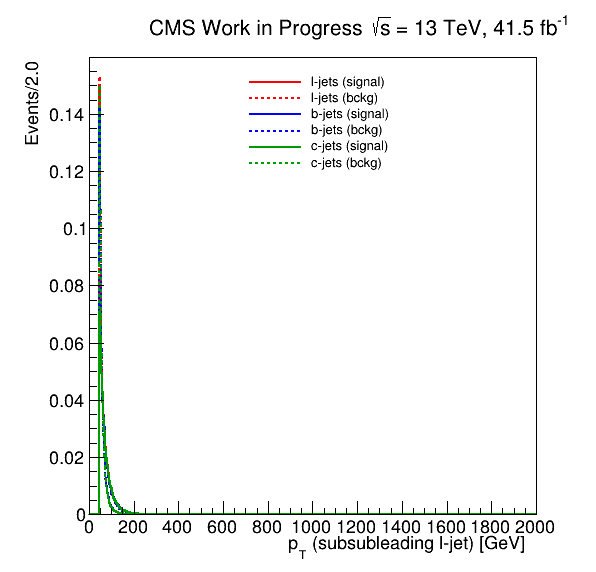 CMS Work in Progress √s = 13 TeV, 41.5 fb⁻¹
Events/2.0
l-jets (signal)
l-jets (bckg)
b-jets (signal)
b-jets (bckg)
c-jets (signal)
c-jets (bckg)
0.14
0.12
0.1
0.08
0.06
0.04
0.02
0
0 200 400 600 800 1000 1200 1400 1600 1800 2000
p_T (subsubleading l-jet) [GeV]